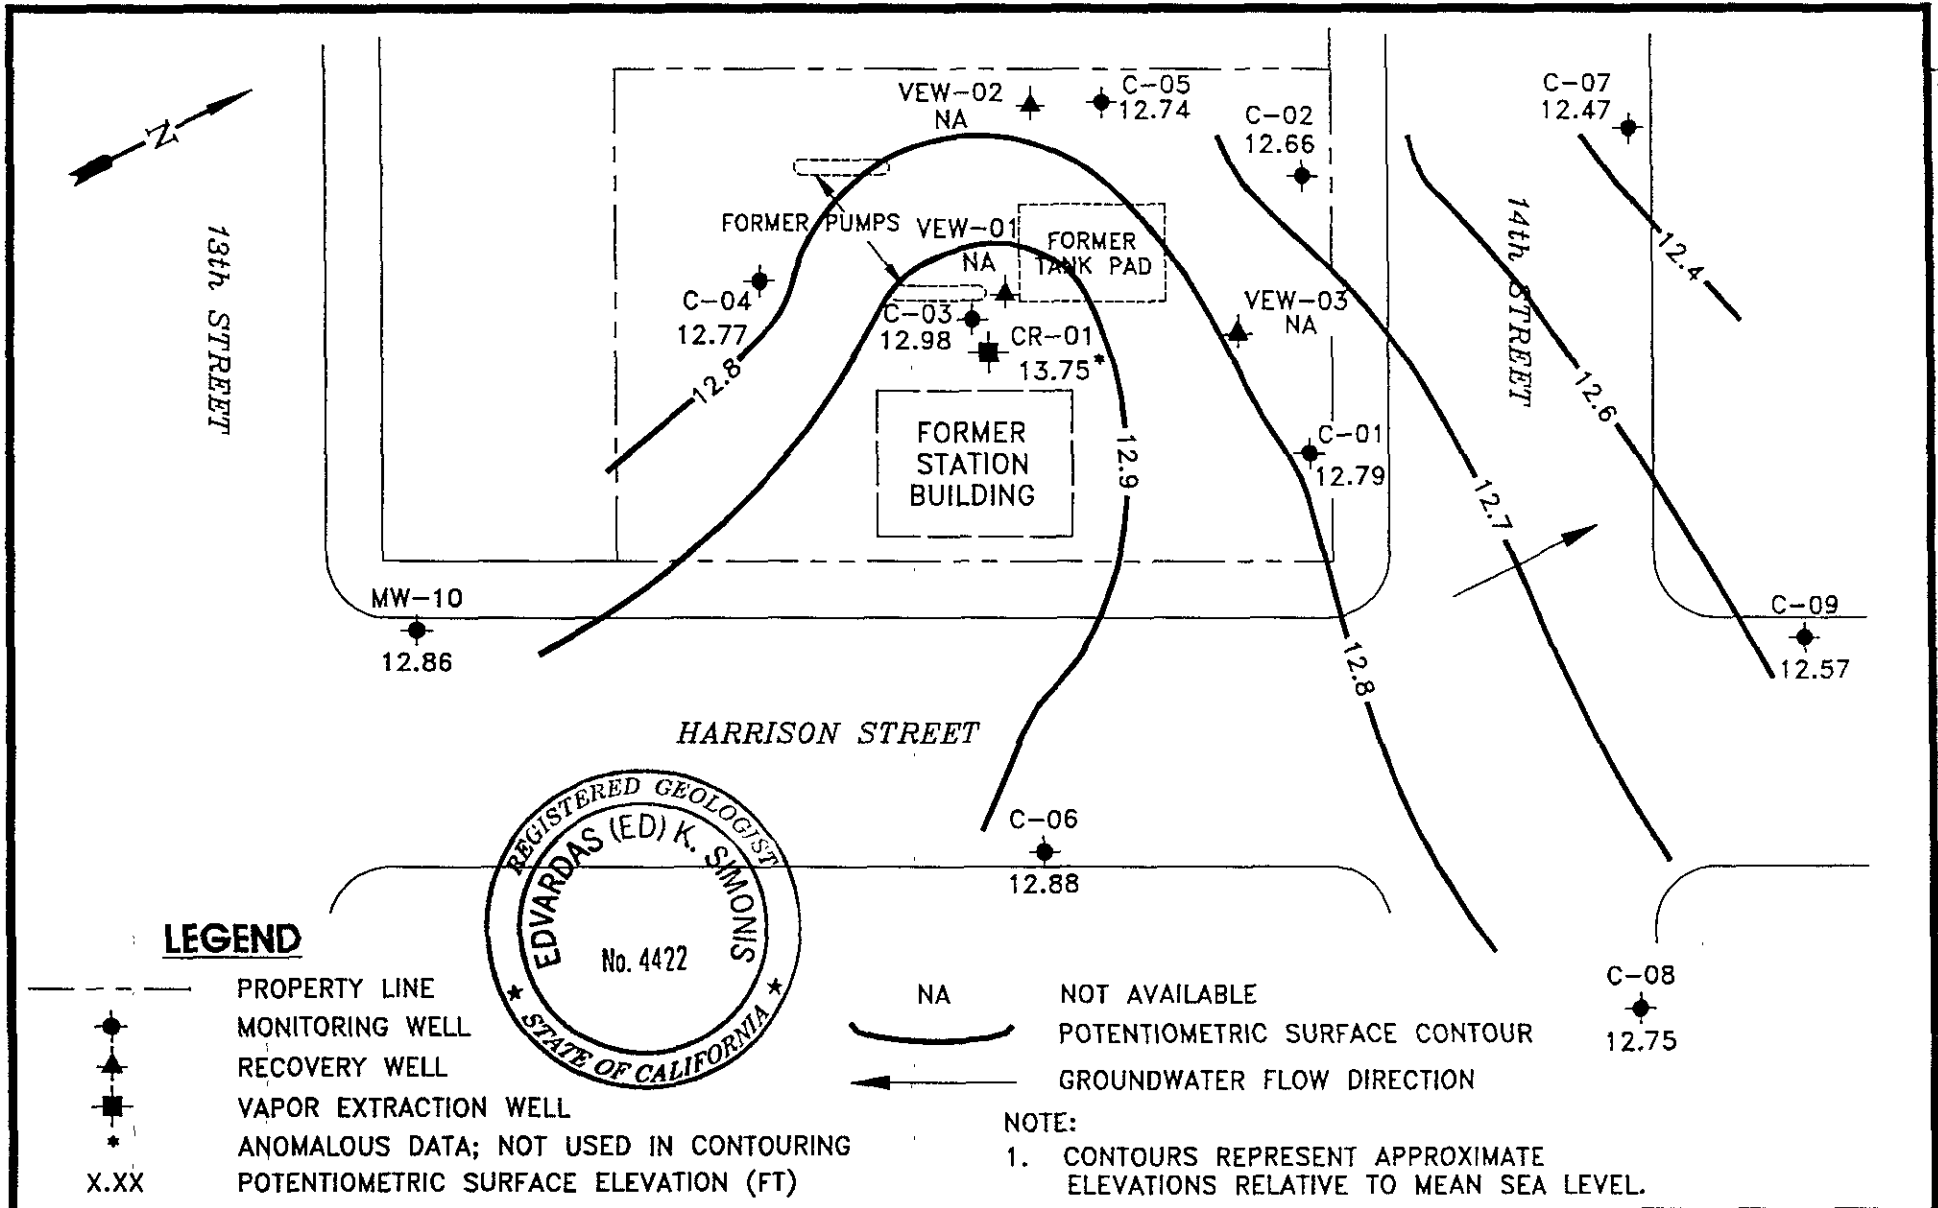 N
13th STREET
VEW-02
NA
C-05
12.74
C-02
12.66
C-07
12.47
FORMER PUMPS
VEW-01
NA
FORMER
TANK PAD
14th STREET
12.4
C-04
12.77
C-03
12.98
CR-01
13.75*
VEW-03
NA
12.8
12.6
FORMER
STATION
BUILDING
12.9
C-01
12.79
12.7
MW-10
12.86
C-09
12.57
12.8
HARRISON STREET
C-06
12.88
REGISTERED GEOLOGIST
EDVARDAS (ED) K. SIMONIS
No. 4422
★ STATE OF CALIFORNIA ★
C-08
12.75
LEGEND
PROPERTY LINE
MONITORING WELL
RECOVERY WELL
VAPOR EXTRACTION WELL
* ANOMALOUS DATA; NOT USED IN CONTOURING
X.XX POTENTIOMETRIC SURFACE ELEVATION (FT)
NA NOT AVAILABLE
POTENTIOMETRIC SURFACE CONTOUR
GROUNDWATER FLOW DIRECTION
NOTE:
1. CONTOURS REPRESENT APPROXIMATE
ELEVATIONS RELATIVE TO MEAN SEA LEVEL.